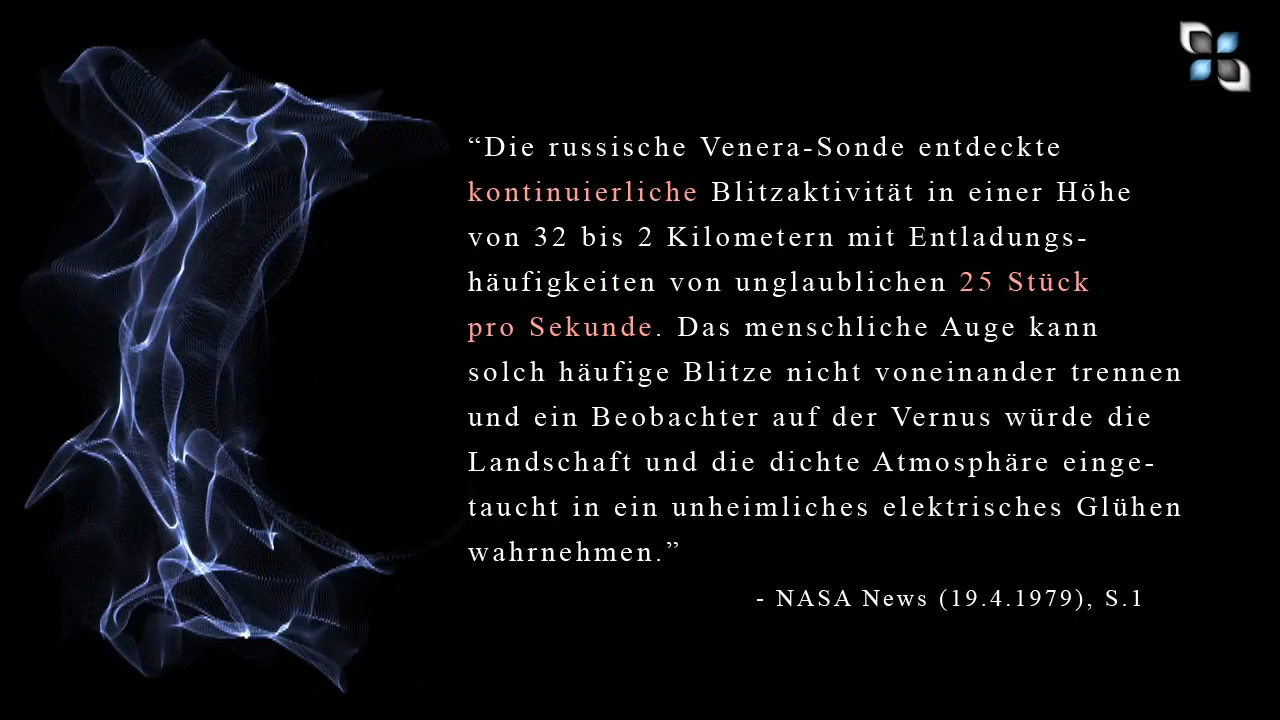 “Die russische Venera-Sonde entdeckte
kontinuierliche Blitzaktivität in einer Höhe
von 32 bis 2 Kilometern mit Entladungs-
häufigkeiten von unglaublichen 25 Stück
pro Sekunde. Das menschliche Auge kann
solch häufige Blitze nicht voneinander trennen
und ein Beobachter auf der Vernus würde die
Landschaft und die dichte Atmosphäre einge-
taucht in ein unheimliches elektrisches Glühen
wahrnehmen.”
- NASA News (19.4.1979), S.1